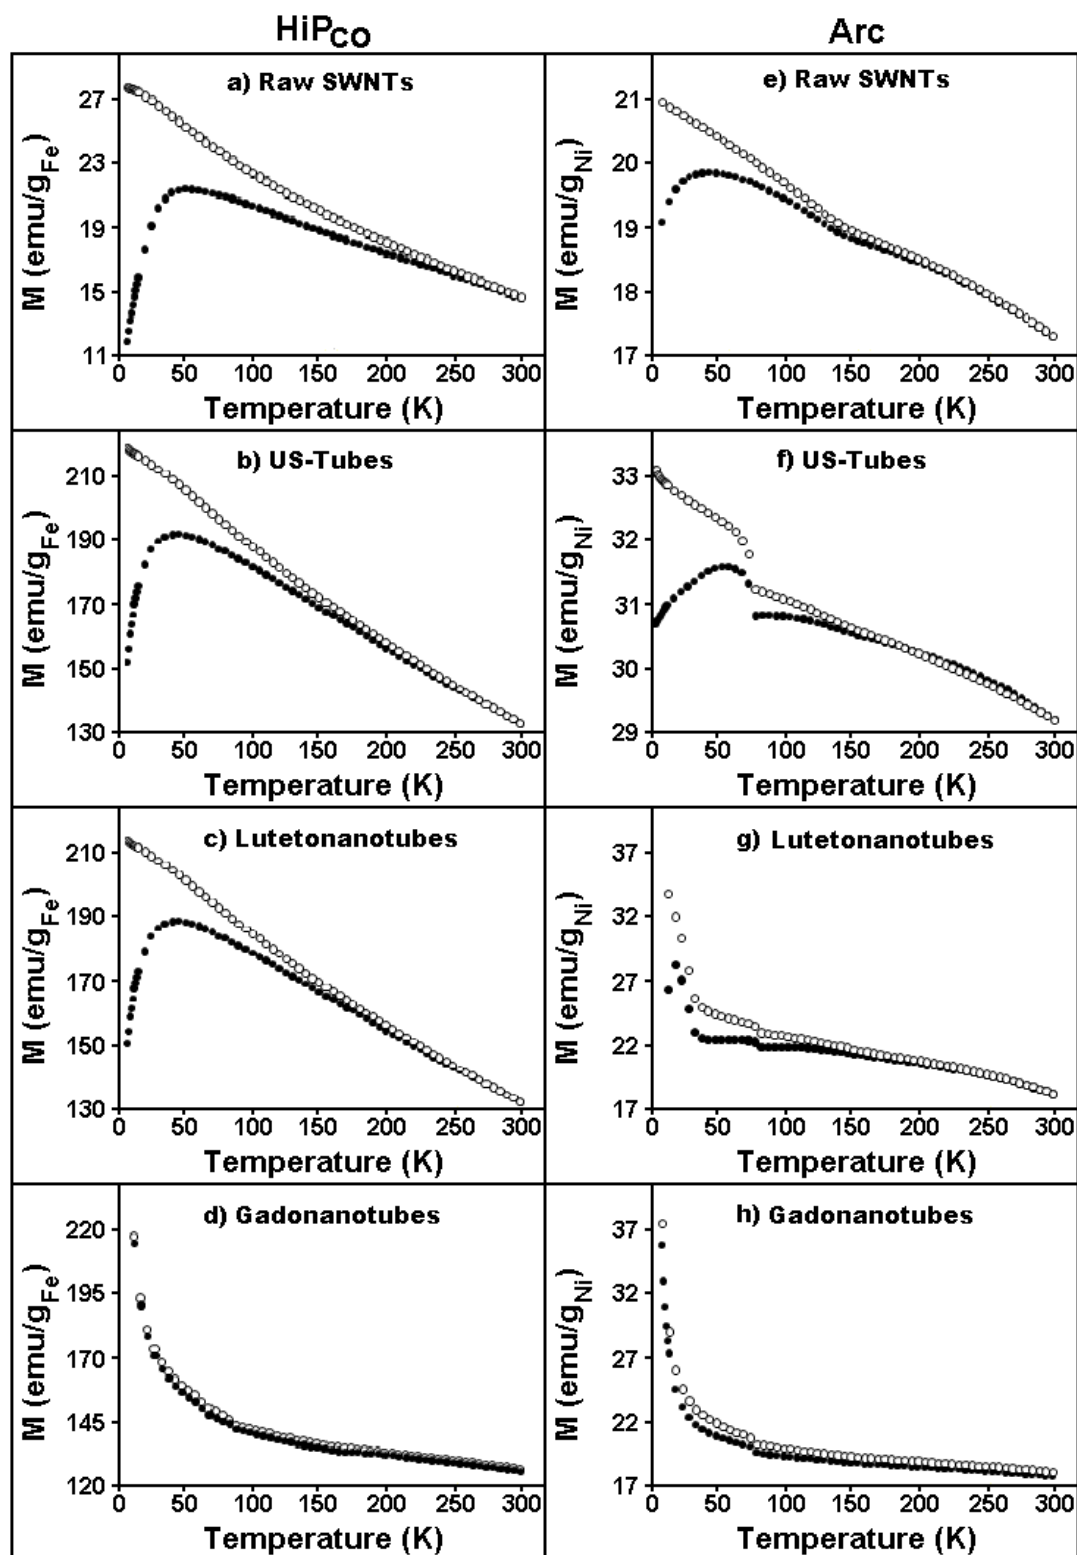 HiPCO
Arc
a) Raw SWNTs
27
23
19
15
11
M (emu/gFe)
0 50 100 150 200 250 300
Temperature (K)
e) Raw SWNTs
21
20
19
18
17
M (emu/gNi)
0 50 100 150 200 250 300
Temperature (K)
b) US-Tubes
210
190
170
150
130
M (emu/gFe)
0 50 100 150 200 250 300
Temperature (K)
f) US-Tubes
33
32
31
30
29
M (emu/gNi)
0 50 100 150 200 250 300
Temperature (K)
c) Lutetonanotubes
210
190
170
150
130
M (emu/gFe)
0 50 100 150 200 250 300
Temperature (K)
g) Lutetonanotubes
37
32
27
22
17
M (emu/gNi)
0 50 100 150 200 250 300
Temperature (K)
d) Gadonanotubes
220
195
170
145
120
M (emu/gFe)
0 50 100 150 200 250 300
Temperature (K)
h) Gadonanotubes
37
32
27
22
17
M (emu/gNi)
0 50 100 150 200 250 300
Temperature (K)